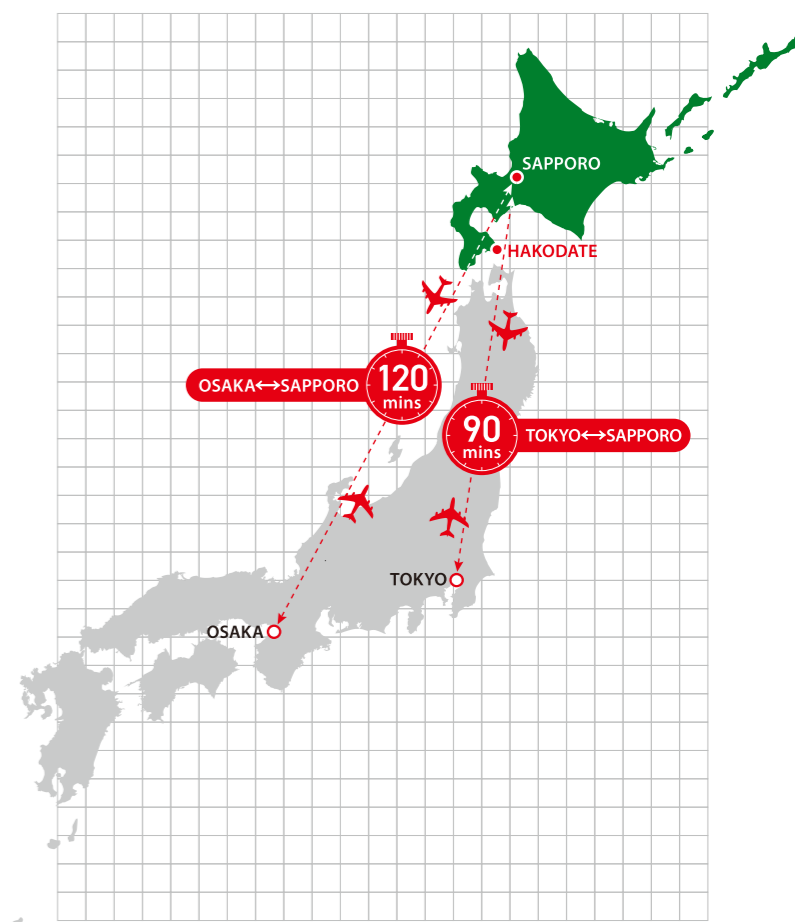 SAPPORO
HAKODATE
OSAKA↔SAPPORO
120
mins
90
mins
TOKYO↔SAPPORO
TOKYO
OSAKA